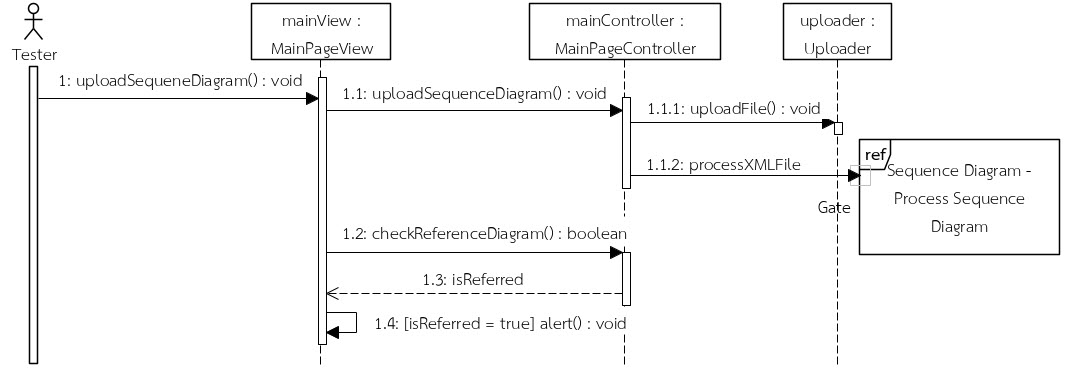 mainView :
MainPageView
mainController :
MainPageController
uploader :
Uploader
Tester
1: uploadSequeneDiagram() : void
1.1: uploadSequenceDiagram() : void
1.1.1: uploadFile() : void
ref
1.1.2: processXMLFile
Sequence Diagram -
Process Sequence
Diagram
Gate
1.2: checkReferenceDiagram() : boolean
1.3: isReferred
1.4: [isReferred = true] alert() : void